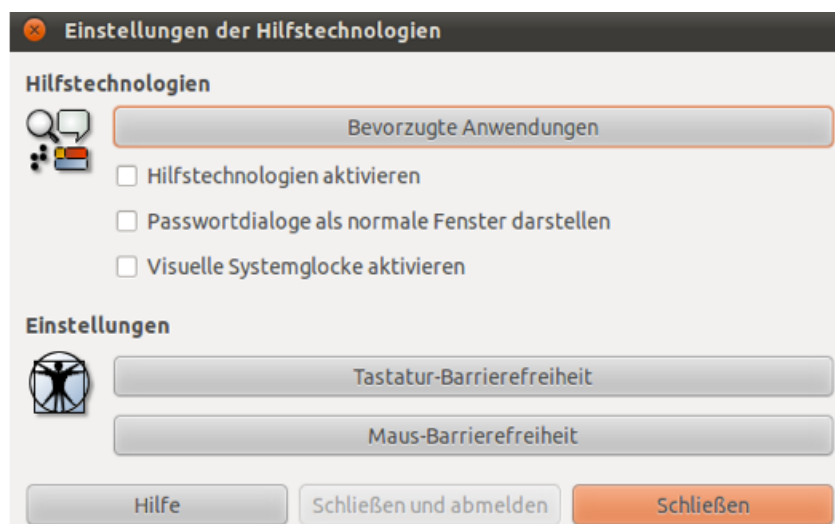 Einstellungen der Hilfstechnologien
Hilfstechnologien
Bevorzugte Anwendungen
Hilfstechnologien aktivieren
Passwortdialoge als normale Fenster darstellen
Visuelle Systemglocke aktivieren
Einstellungen
Tastatur-Barrierefreiheit
Maus-Barrierefreiheit
Hilfe
Schließen und abmelden
Schließen